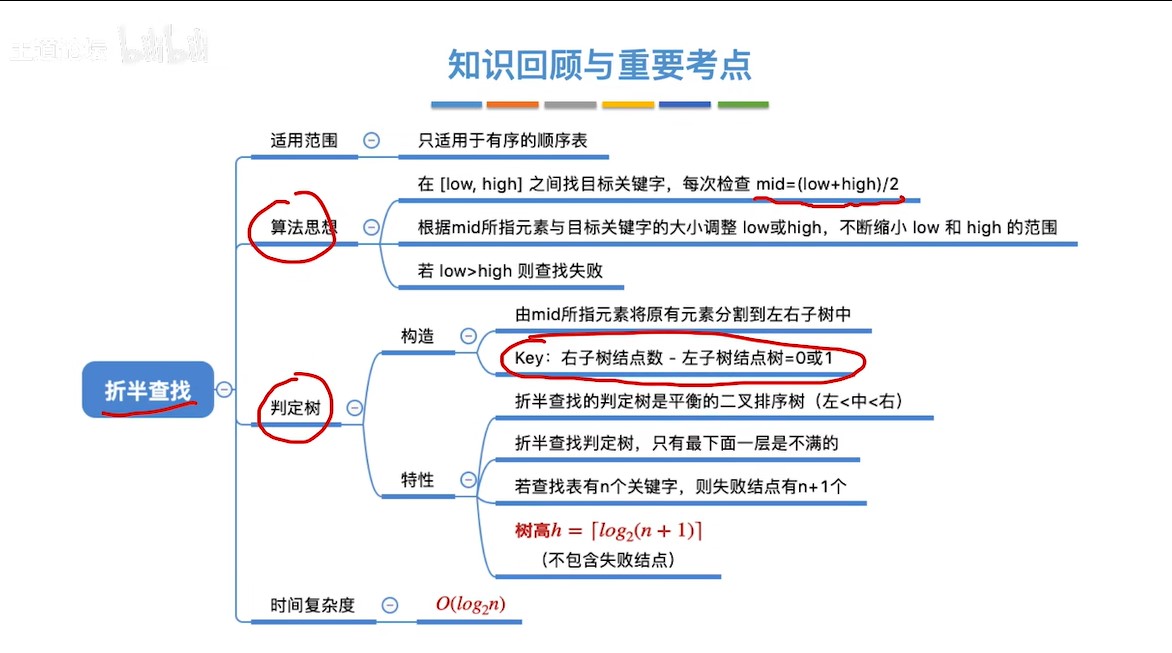 王道论坛 bilibili
知识回顾与重要考点
折半查找
适用范围
只适用于有序的顺序表
算法思想
在 [low, high] 之间找目标关键字，每次检查 mid=(low+high)/2
根据mid所指元素与目标关键字的大小调整 low或high，不断缩小 low 和 high 的范围
若 low>high 则查找失败
判定树
构造
由mid所指元素将原有元素分割到左右子树中
Key：右子树结点数 - 左子树结点树=0或1
特性
折半查找的判定树是平衡的二叉排序树（左<中<右）
折半查找判定树，只有最下面一层是不满的
若查找表有n个关键字，则失败结点有n+1个
树高h = ⌈log₂(n + 1)⌉
（不包含失败结点）
时间复杂度
O(log₂n)